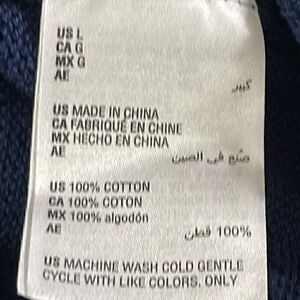 US L
CA G
MX G
AE
كبير
US MADE IN CHINA
CA FABRIQUÉ EN CHINE
MX HECHO EN CHINA
AE
صنع في الصين
US 100% COTTON
CA 100% COTON
MX 100% algodón
AE
100% قطن
US MACHINE WASH COLD GENTLE
CYCLE WITH LIKE COLORS. ONLY